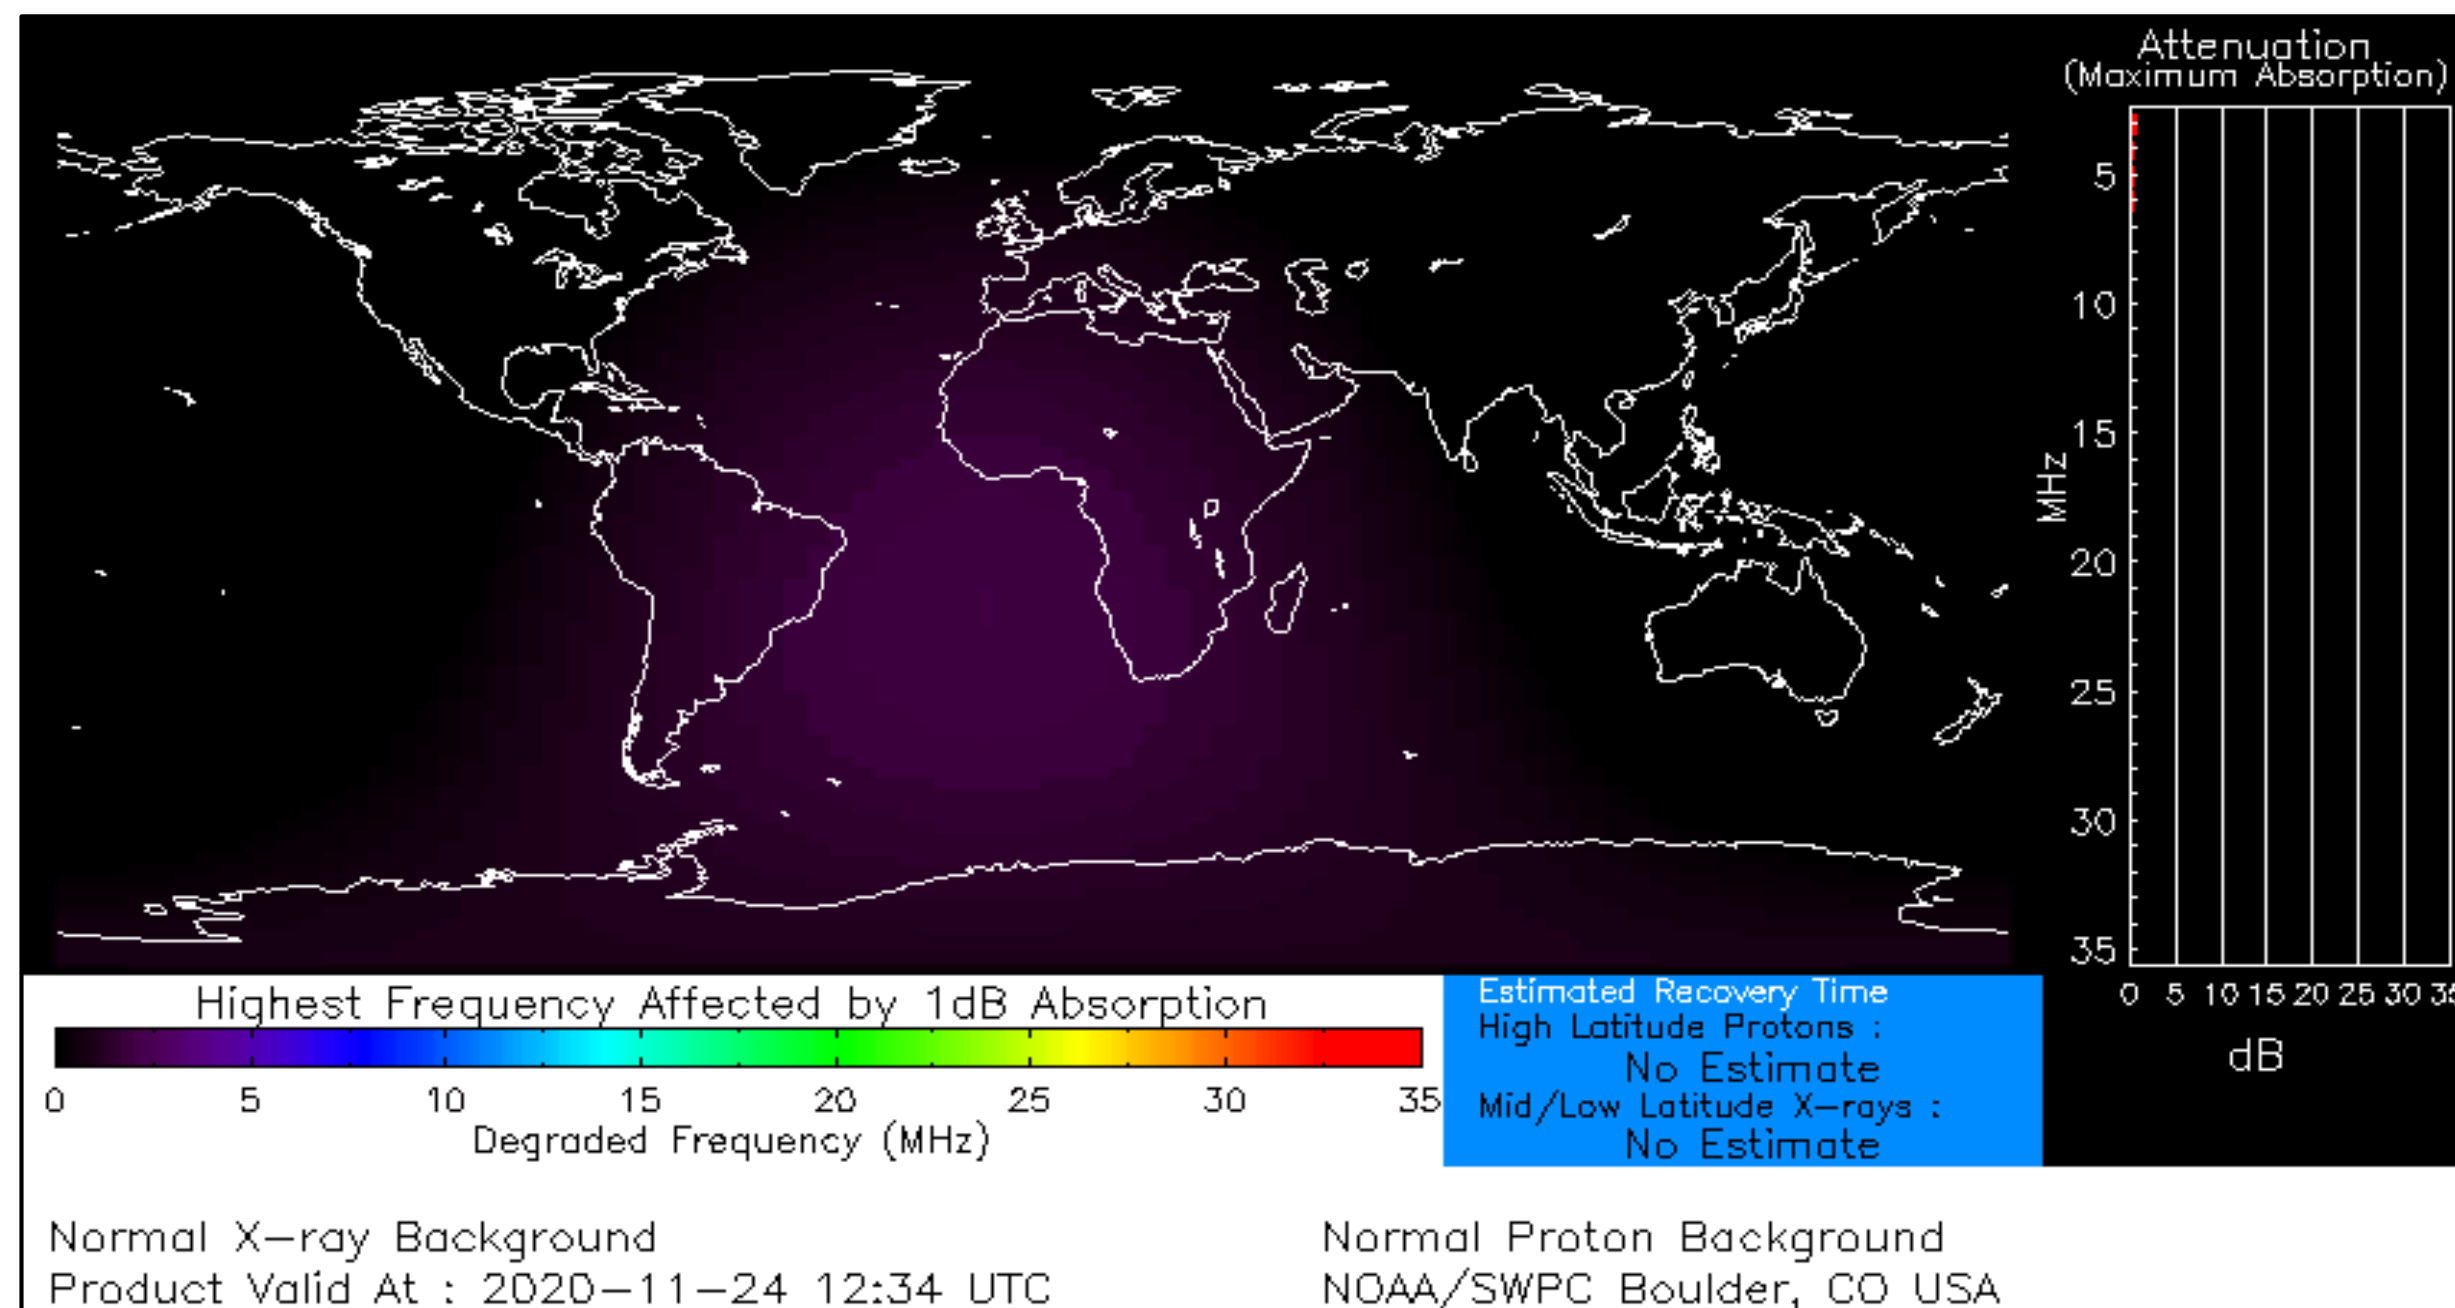 Attenuation
(Maximum Absorption)
5
10
15
20
25
30
35
MHz
0 5 10 15 20 25 30 35
dB
Highest Frequency Affected by 1dB Absorption
0 5 10 15 20 25 30 35
Degraded Frequency (MHz)
Estimated Recovery Time
High Latitude Protons :
No Estimate
Mid/Low Latitude X-rays :
No Estimate
Normal X-ray Background
Normal Proton Background
Product Valid At : 2020-11-24 12:34 UTC
NOAA/SWPC Boulder, CO USA